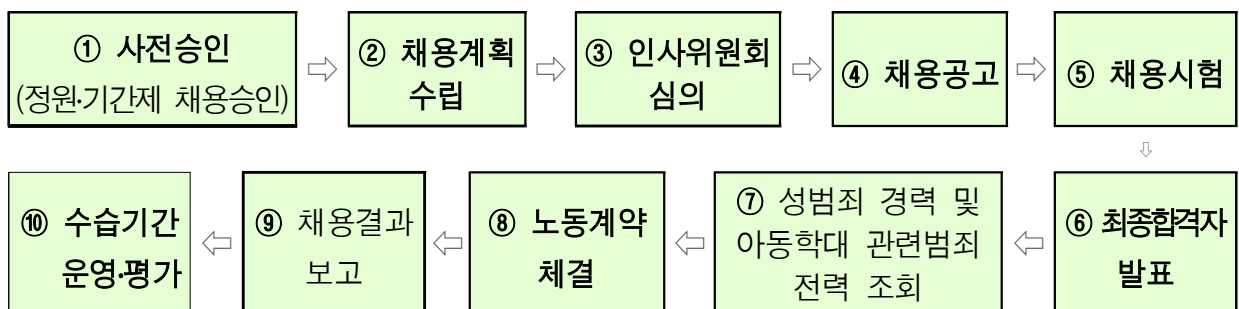 ① 사전승인
(정원·기간제 채용승인)
② 채용계획
수립
③ 인사위원회
심의
④ 채용공고
⑤ 채용시험
⑥ 최종합격자
발표
⑦ 성범죄 경력 및
아동학대 관련범죄
전력 조회
⑧ 노동계약
체결
⑨ 채용결과
보고
⑩ 수습기간
운영·평가